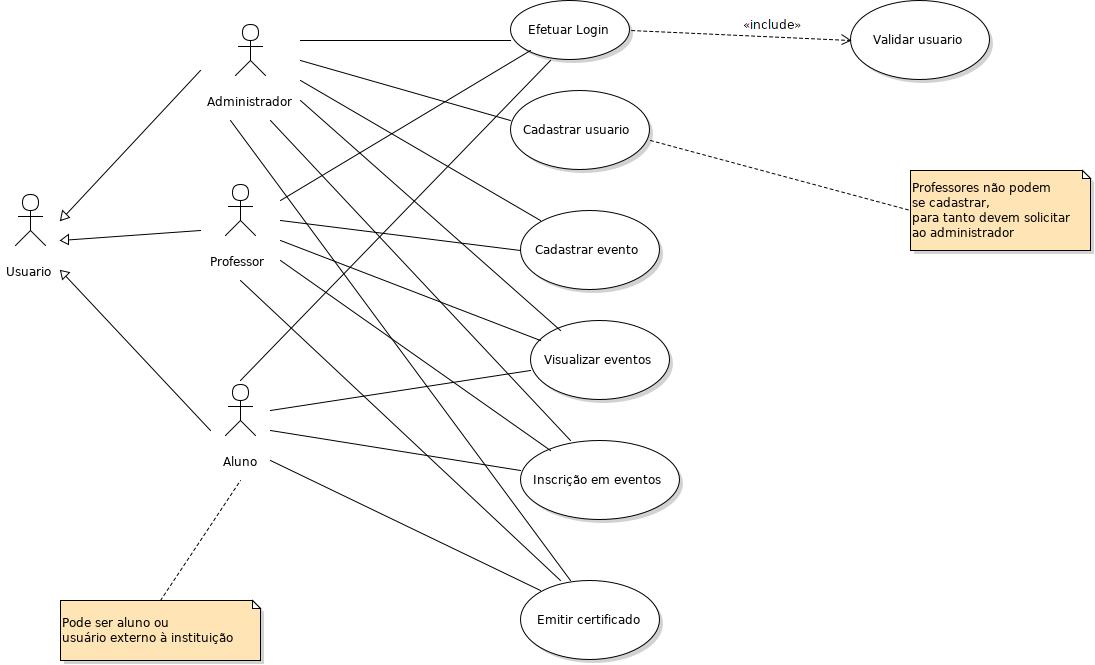 Efetuar Login
«include»
Validar usuario
Administrador
Cadastrar usuario
Professores não podem
se cadastrar,
para tanto devem solicitar
ao administrador
Professor
Usuario
Cadastrar evento
Visualizar eventos
Aluno
Inscrição em eventos
Pode ser aluno ou
usuário externo à instituição
Emitir certificado